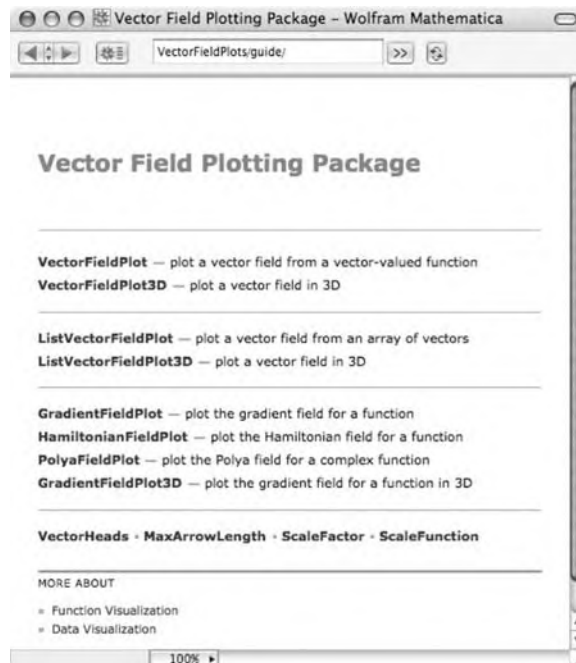 Vector Field Plotting Package – Wolfram Mathematica
VectorFieldPlots/guide/ >>
Vector Field Plotting Package
VectorFieldPlot — plot a vector field from a vector-valued function
VectorFieldPlot3D — plot a vector field in 3D
ListVectorFieldPlot — plot a vector field from an array of vectors
ListVectorFieldPlot3D — plot a vector field in 3D
GradientFieldPlot — plot the gradient field for a function
HamiltonianFieldPlot — plot the Hamiltonian field for a function
PolyaFieldPlot — plot the Polya field for a complex function
GradientFieldPlot3D — plot the gradient field for a function in 3D
VectorHeads ▪ MaxArrowLength ▪ ScaleFactor ▪ ScaleFunction
MORE ABOUT
▪ Function Visualization
▪ Data Visualization
100%